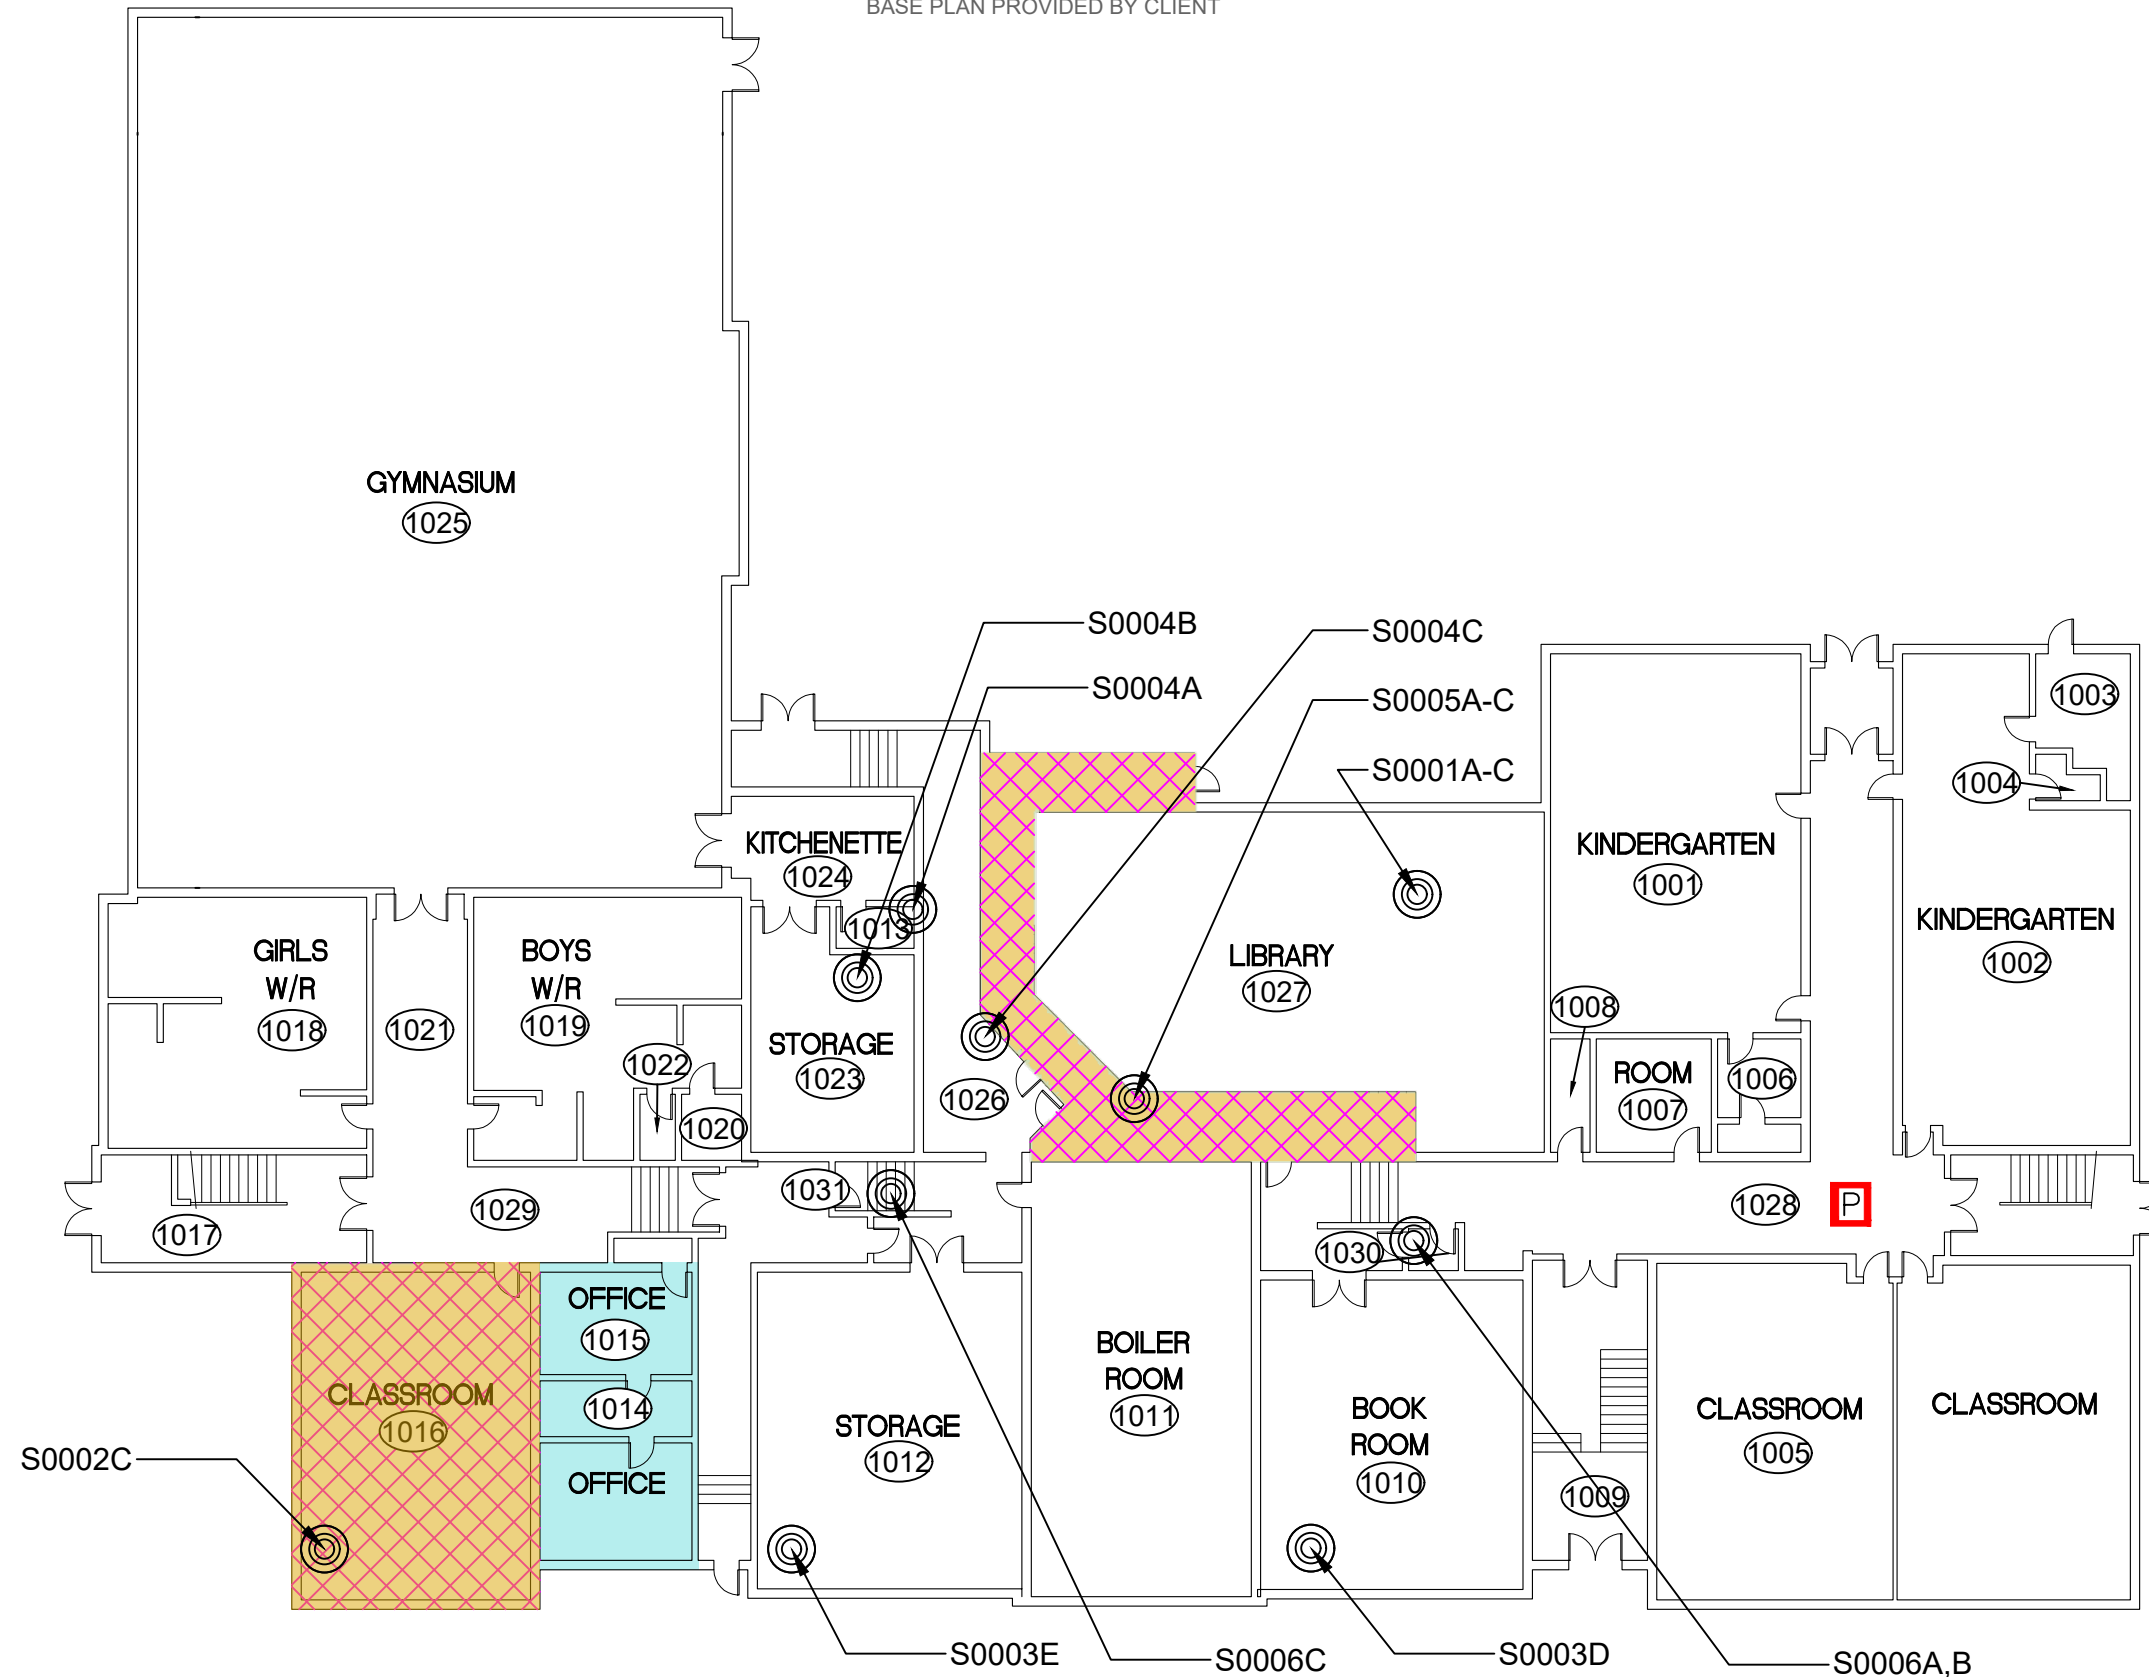 BASE PLAN PROVIDED BY CLIENT
GYMNASIUM
1025
S0004B
S0004C
S0004A
S0005A-C
S0001A-C
1003
1004
KITCHENETTE
1024
1013
KINDERGARTEN
1001
KINDERGARTEN
1002
GIRLS
W/R
1018
1021
BOYS
W/R
1019
1022
1020
STORAGE
1023
1026
LIBRARY
1027
1008
ROOM
1007
1006
1017
1029
1031
1030
1028
P
OFFICE
1015
1014
OFFICE
CLASSROOM
1016
STORAGE
1012
BOILER
ROOM
1011
BOOK
ROOM
1010
1009
CLASSROOM
1005
CLASSROOM
S0002C
S0003E
S0006C
S0003D
S0006A,B